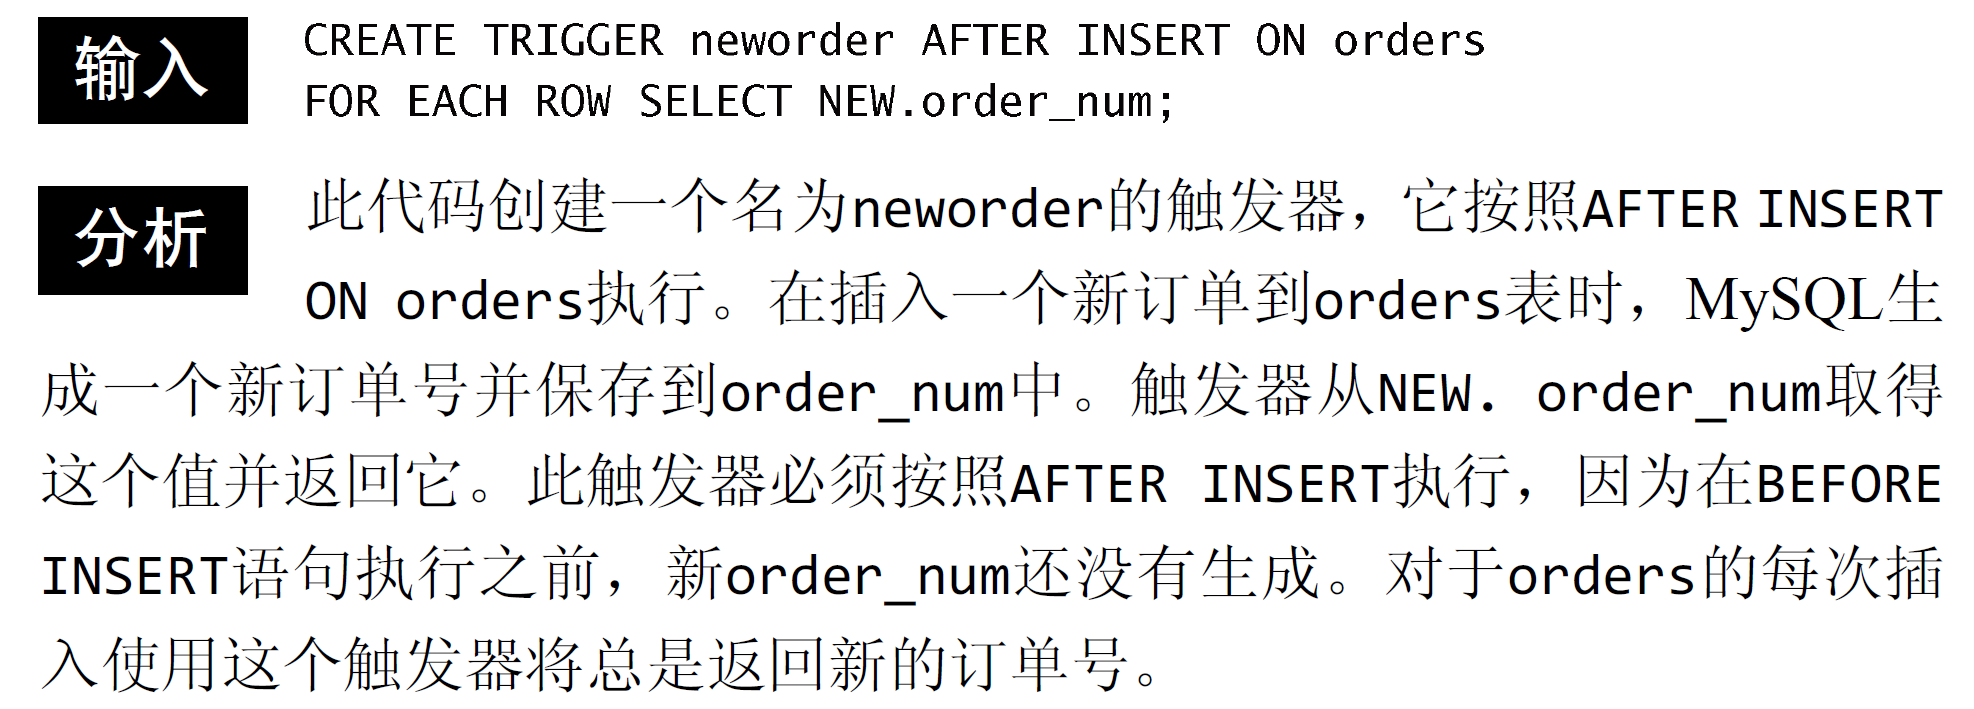 输入
CREATE TRIGGER neworder AFTER INSERT ON orders
FOR EACH ROW SELECT NEW.order_num;
分析
此代码创建一个名为neworder的触发器，它按照AFTER INSERT
ON orders执行。在插入一个新订单到orders表时，MySQL生
成一个新订单号并保存到order_num中。触发器从NEW. order_num取得
这个值并返回它。此触发器必须按照AFTER INSERT执行，因为在BEFORE
INSERT语句执行之前，新order_num还没有生成。对于orders的每次插
入使用这个触发器将总是返回新的订单号。